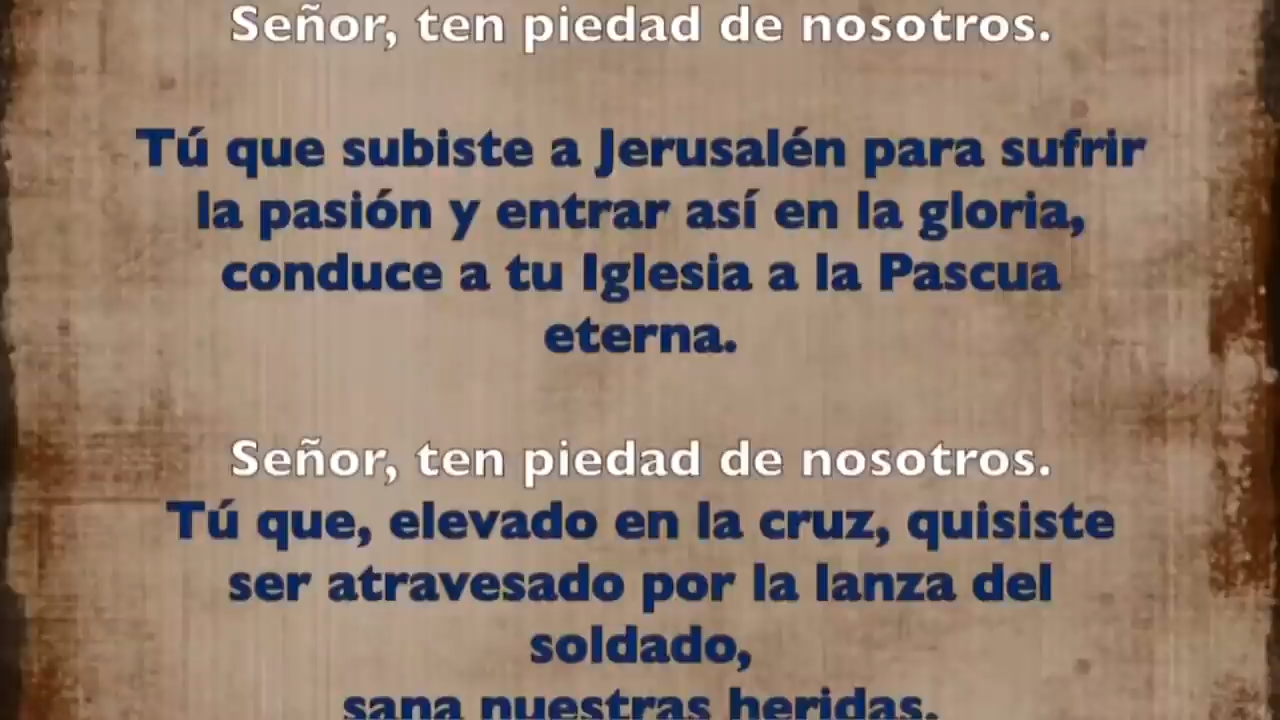 Señor, ten piedad de nosotros.
Tú que subiste a Jerusalén para sufrir
la pasión y entrar así en la gloria,
conduce a tu Iglesia a la Pascua
eterna.
Señor, ten piedad de nosotros.
Tú que, elevado en la cruz, quisiste
ser atravesado por la lanza del
soldado,
sana nuestras heridas.